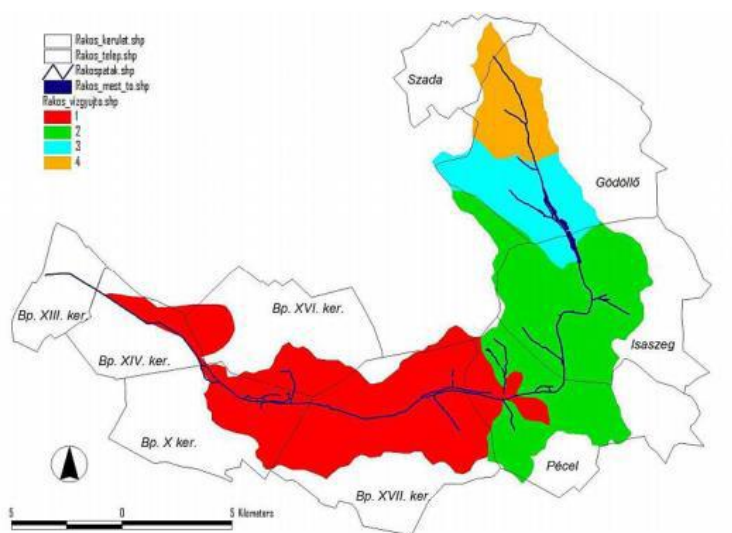 Rakos_kerulet.shp
Rakos_telep.shp
Rakospatak.shp
Rakos_mest_to.shp
Rakos_vizgyujto.shp
1
2
3
4
Szada
Gödöllő
Bp. XIII. ker.
Bp. XVI. ker.
Bp. XIV. ker.
Isaszeg
Bp. X ker.
Pécel
Bp. XVII. ker.
5 0 5 Kilometers